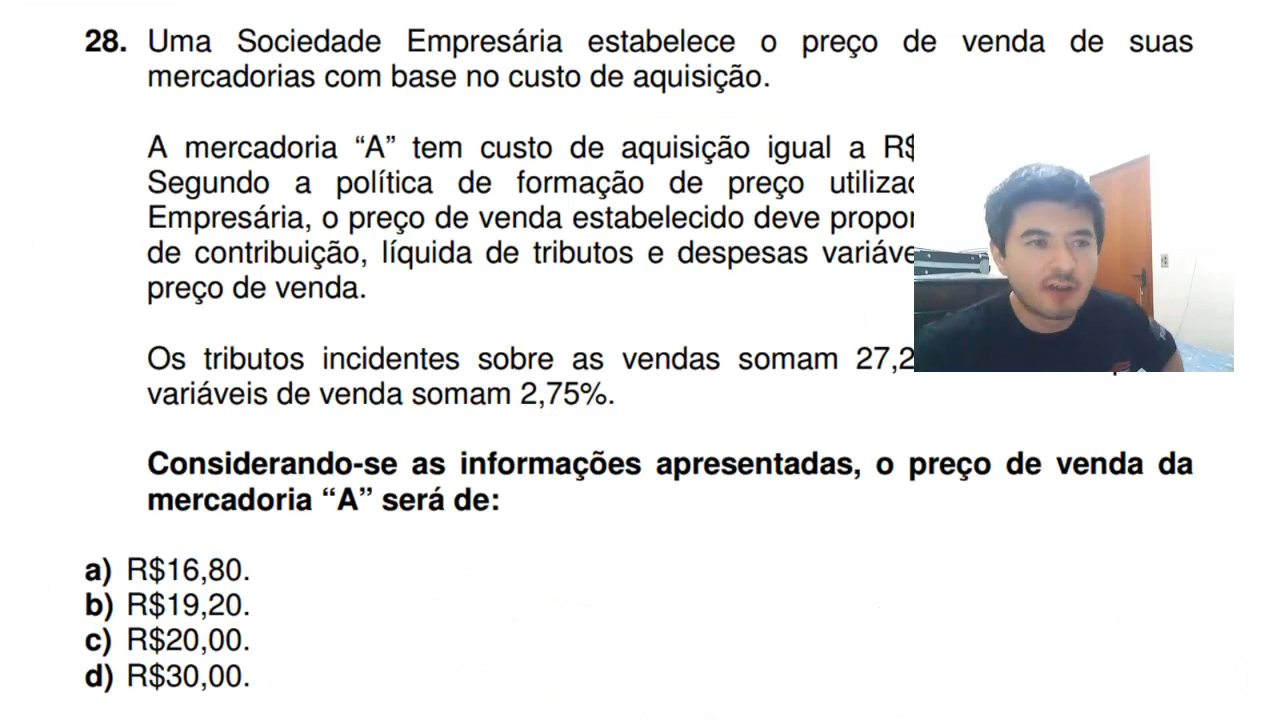 28. Uma Sociedade Empresária estabelece o preço de venda de suas
mercadorias com base no custo de aquisição.
A mercadoria “A” tem custo de aquisição igual a R$
Segundo a política de formação de preço
Empresária, o preço de venda estabelecido deve
de contribuição, líquida de tributos e despesas
preço de venda.
Os tributos incidentes sobre as vendas somam 27,2
variáveis de venda somam 2,75%.
Considerando-se as informações apresentadas, o preço de venda da
mercadoria “A” será de:
a) R$16,80.
b) R$19,20.
c) R$20,00.
d) R$30,00.